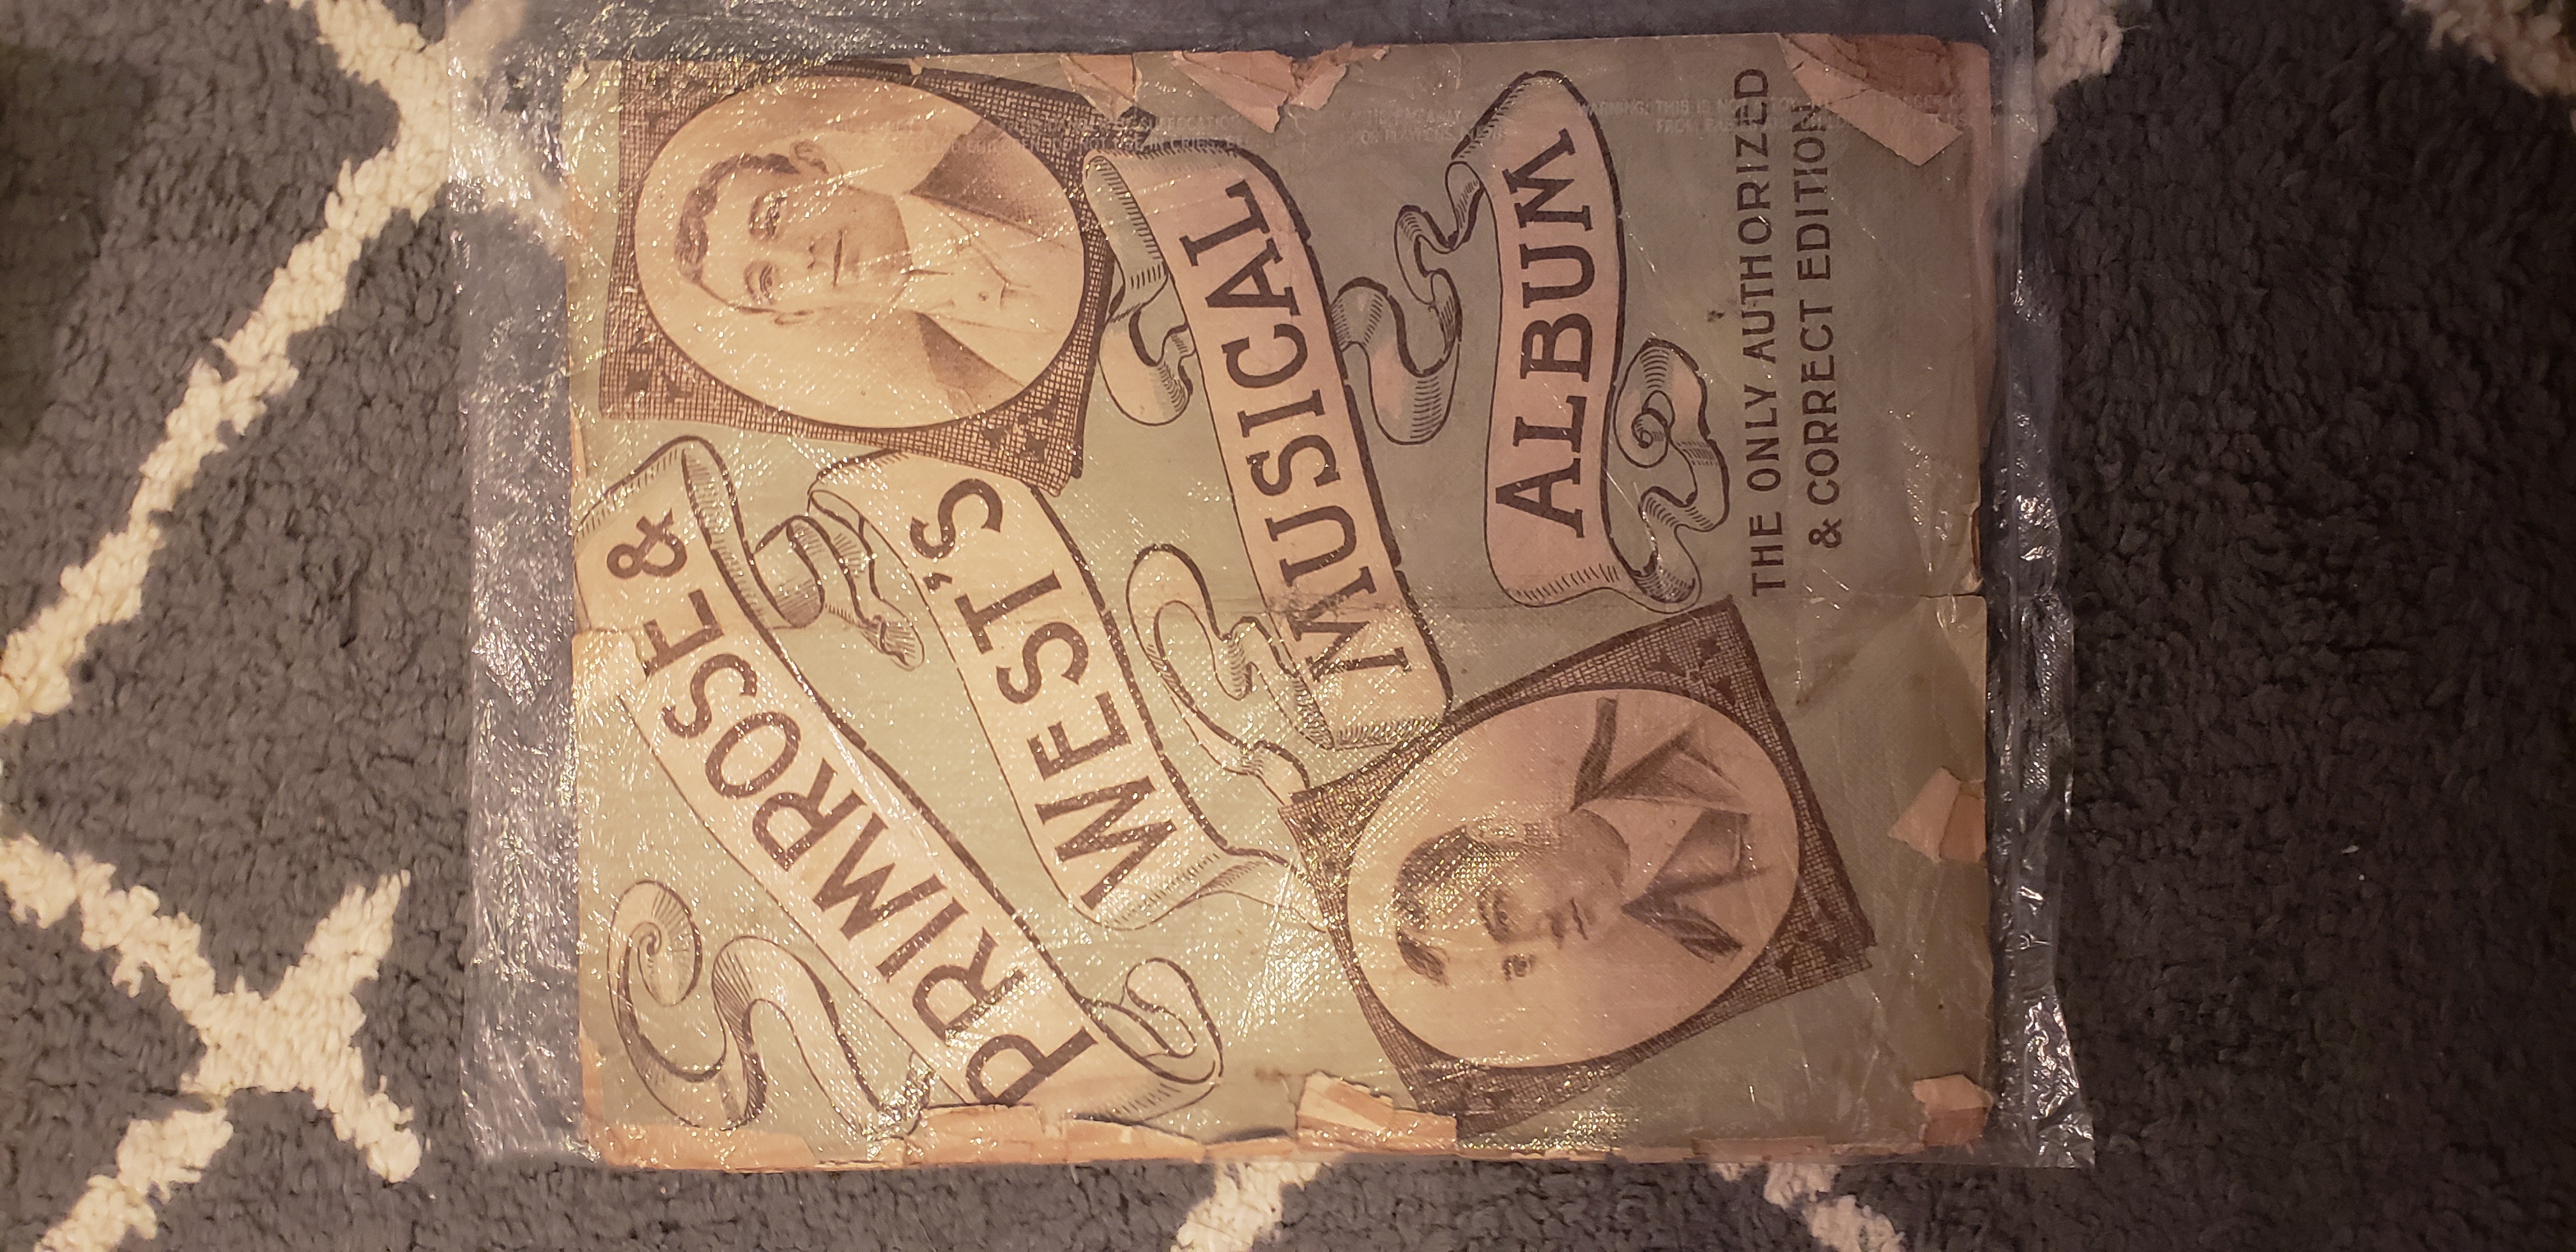 PRIMROSE &
WEST'S
MUSICAL
ALBUM
THE ONLY AUTHORIZED
& CORRECT EDITION